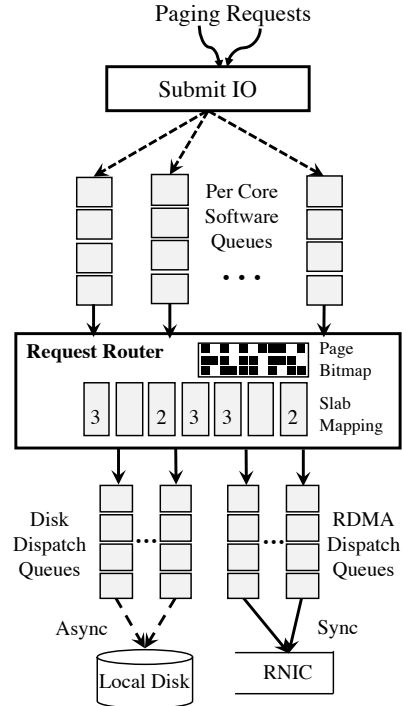 Paging Requests
Submit IO
Per Core
Software
Queues
...
Request Router
Page
Bitmap
3 2 3 3 2
Slab
Mapping
Disk
Dispatch
Queues
...
...
RDMA
Dispatch
Queues
Async
Sync
Local Disk
RNIC